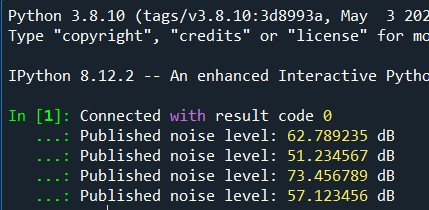 Python 3.8.10 (tags/v3.8.10:3d8993a, May 3 202
Type "copyright", "credits" or "license" for mo
IPython 8.12.2 -- An enhanced Interactive Pytho
In [1]: Connected with result code 0
...: Published noise level: 62.789235 dB
...: Published noise level: 51.234567 dB
...: Published noise level: 73.456789 dB
...: Published noise level: 57.123456 dB